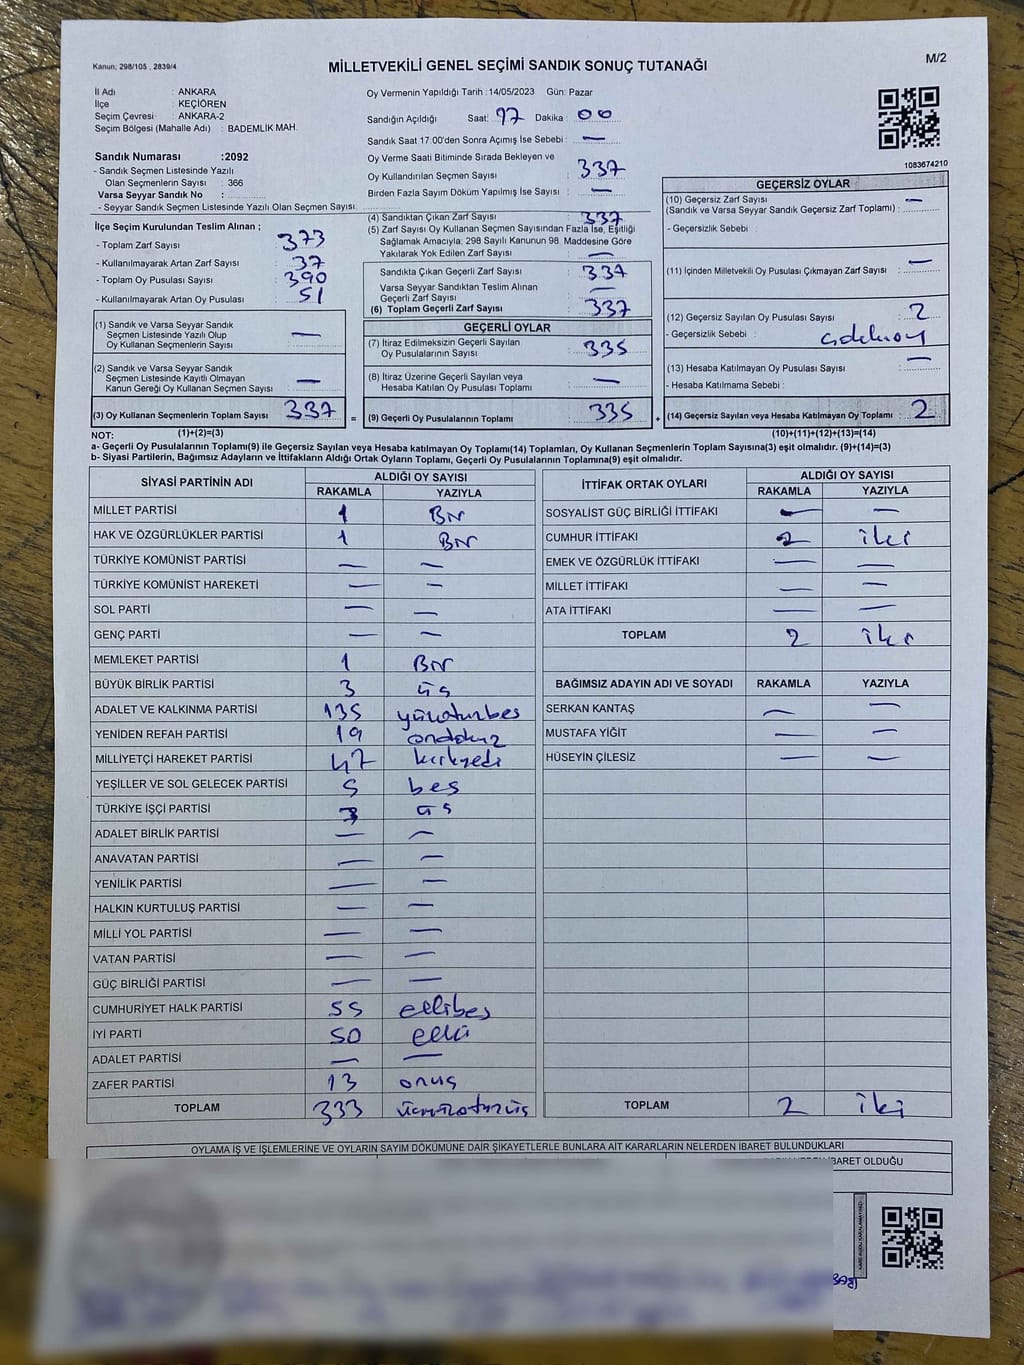 Kanun; 298/105 , 2839/4
MİLLETVEKİLİ GENEL SEÇİMİ SANDIK SONUÇ TUTANAĞI
M/2
İl Adı : ANKARA
İlçe : KEÇİÖREN
Seçim Çevresi : ANKARA-2
Seçim Bölgesi (Mahalle Adı) : BADEMLİK MAH.
Sandık Numarası :2092
- Sandık Seçmen Listesinde Yazılı
Olan Seçmenlerin Sayısı : 366
Varsa Seyyar Sandık No :
- Seyyar Sandık Seçmen Listesinde Yazılı Olan Seçmen Sayısı:
Oy Vermenin Yapıldığı Tarih :14/05/2023 Gün: Pazar
Sandığın Açıldığı Saat: 17 Dakika : 00
Sandık Saat 17:00'den Sonra Açımış İse Sebebi : —
Oy Verme Saati Bitiminde Sırada Bekleyen ve
Oy Kullandırılan Seçmen Sayısı : 337
Birden Fazla Sayım Döküm Yapılmış İse Sayısı : —
1083674210
İlçe Seçim Kurulundan Teslim Alınan ;
- Toplam Zarf Sayısı : 373
- Kullanılmayarak Artan Zarf Sayısı : 37
- Toplam Oy Pusulası Sayısı : 390
- Kullanılmayarak Artan Oy Pusulası : 51
(4) Sandıktan Çıkan Zarf Sayısı : 337
(5) Zarf Sayısı Oy Kullanan Seçmen Sayısından Fazla İse, Eşitliği
Sağlamak Amacıyla; 298 Sayılı Kanunun 98. Maddesine Göre
Yakılarak Yok Edilen Zarf Sayısı : —
Sandıkta Çıkan Geçerli Zarf Sayısı : 337
Varsa Seyyar Sandıktan Teslim Alınan
Geçerli Zarf Sayısı : —
(6) Toplam Geçerli Zarf Sayısı : 337
GEÇERSİZ OYLAR
(10) Geçersiz Zarf Sayısı —
(Sandık ve Varsa Seyyar Sandık Geçersiz Zarf Toplamı) :
- Geçersizlik Sebebi :
(11) İçinden Milletvekili Oy Pusulası Çıkmayan Zarf Sayısı : —
(12) Geçersiz Sayılan Oy Pusulası Sayısı : 2
- Geçersizlik Sebebi :
(13) Hesaba Katılmayan Oy Pusulası Sayısı : —
- Hesaba Katılmama Sebebi :
(14) Geçersiz Sayılan veya Hesaba Katılmayan Oy Toplamı : 2
(10)+(11)+(12)+(13)=(14)
(1) Sandık ve Varsa Seyyar Sandık
Seçmen Listesinde Yazılı Olup
Oy Kullanan Seçmenlerin Sayısı : —
(2) Sandık ve Varsa Seyyar Sandık
Seçmen Listesinde Kayıtlı Olmayan
Kanun Gereği Oy Kullanan Seçmen Sayısı : —
(3) Oy Kullanan Seçmenlerin Toplam Sayısı : 337 =
(1)+(2)=(3)
GEÇERLİ OYLAR
(7) İtiraz Edilmeksizin Geçerli Sayılan
Oy Pusulalarının Sayısı : 335
(8) İtiraz Üzerine Geçerli Sayılan veya
Hesaba Katılan Oy Pusulası Toplamı : —
(9) Geçerli Oy Pusulalarının Toplamı : 335 +
NOT:
a- Geçerli Oy Pusulalarının Toplamı(9) ile Geçersiz Sayılan veya Hesaba katılmayan Oy Toplamı(14) Toplamları, Oy Kullanan Seçmenlerin Toplam Sayısına(3) eşit olmalıdır. (9)+(14)=(3)
b- Siyasi Partilerin, Bağımsız Adayların ve İttifakların Aldığı Ortak Oyların Toplamı, Geçerli Oy Pusulalarının Toplamına(9) eşit olmalıdır.
SİYASİ PARTİNİN ADI ALDIĞI OY SAYISI
RAKAMLA YAZIYLA
MİLLET PARTİSİ 1 Bir
HAK VE ÖZGÜRLÜKLER PARTİSİ 1 Bir
TÜRKİYE KOMÜNİST PARTİSİ — —
TÜRKİYE KOMÜNİST HAREKETİ — —
SOL PARTİ — —
GENÇ PARTİ — —
MEMLEKET PARTİSİ 1 Bir
BÜYÜK BİRLİK PARTİSİ 3 üç
ADALET VE KALKINMA PARTİSİ 135 yüzotuzbeş
YENİDEN REFAH PARTİSİ 19 ondokuz
MİLLİYETÇİ HAREKET PARTİSİ 47 kırkyedi
YEŞİLLER VE SOL GELECEK PARTİSİ 5 beş
TÜRKİYE İŞÇİ PARTİSİ 3 üç
ADALET BİRLİK PARTİSİ — —
ANAVATAN PARTİSİ — —
YENİLİK PARTİSİ — —
HALKIN KURTULUŞ PARTİSİ — —
MİLLİ YOL PARTİSİ — —
VATAN PARTİSİ — —
GÜÇ BİRLİĞİ PARTİSİ — —
CUMHURİYET HALK PARTİSİ 55 ellibeş
İYİ PARTİ 50 elli
ADALET PARTİSİ — —
ZAFER PARTİSİ 13 onüç
TOPLAM 333 üçyüzotuzüç
İTTİFAK ORTAK OYLARI ALDIĞI OY SAYISI
RAKAMLA YAZIYLA
SOSYALİST GÜÇ BİRLİĞİ İTTİFAKI — —
CUMHUR İTTİFAKI 2 iki
EMEK VE ÖZGÜRLÜK İTTİFAKI — —
MİLLET İTTİFAKI — —
ATA İTTİFAKI — —
TOPLAM 2 iki
BAĞIMSIZ ADAYIN ADI VE SOYADI RAKAMLA YAZIYLA
SERKAN KANTAŞ — —
MUSTAFA YİĞİT — —
HÜSEYİN ÇİLESİZ — —
TOPLAM 2 iki
OYLAMA İŞ VE İŞLEMLERİNE VE OYLARIN SAYIM DÖKÜMÜNE DAİR ŞİKAYETLERLE BUNLARA AİT KARARLARIN NELERDEN İBARET BULUNDUKLARI
İBARET OLDUĞU